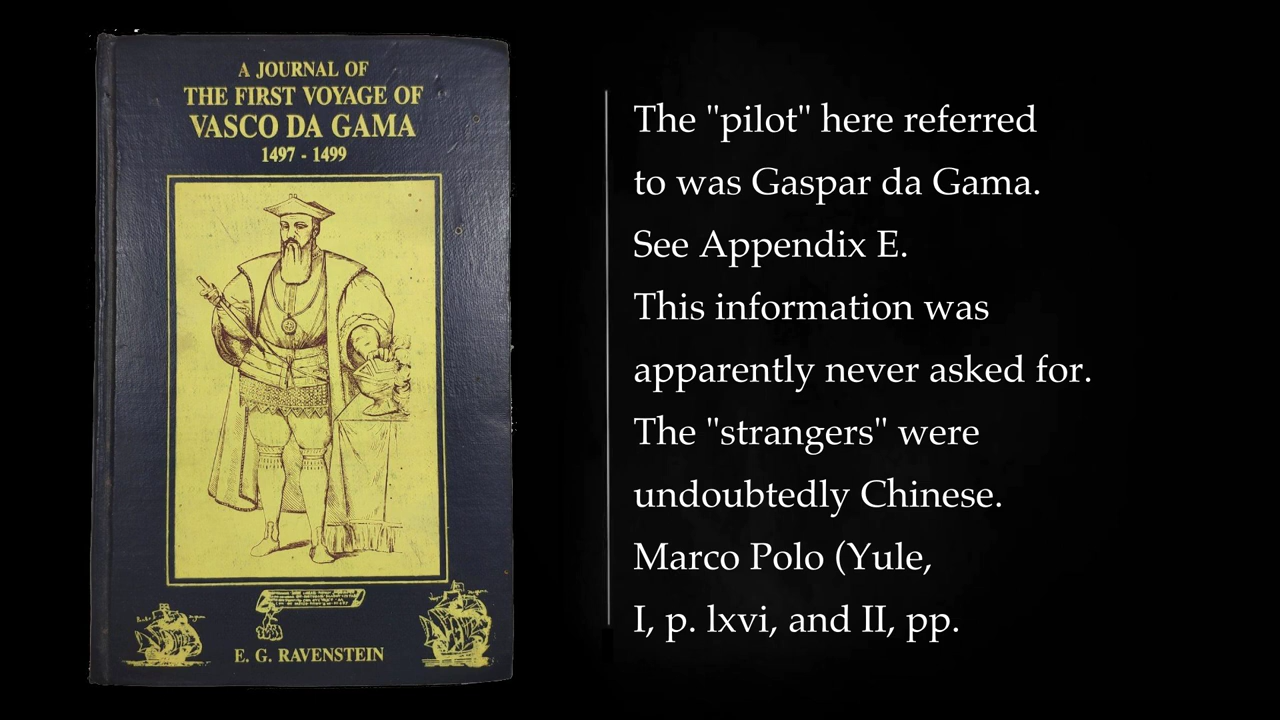 A JOURNAL OF
THE FIRST VOYAGE OF
VASCO DA GAMA
1497 - 1499
E. G. RAVENSTEIN
The "pilot" here referred
to was Gaspar da Gama.
See Appendix E.
This information was
apparently never asked for.
The "strangers" were
undoubtedly Chinese.
Marco Polo (Yule,
I, p. lxvi, and II, pp.